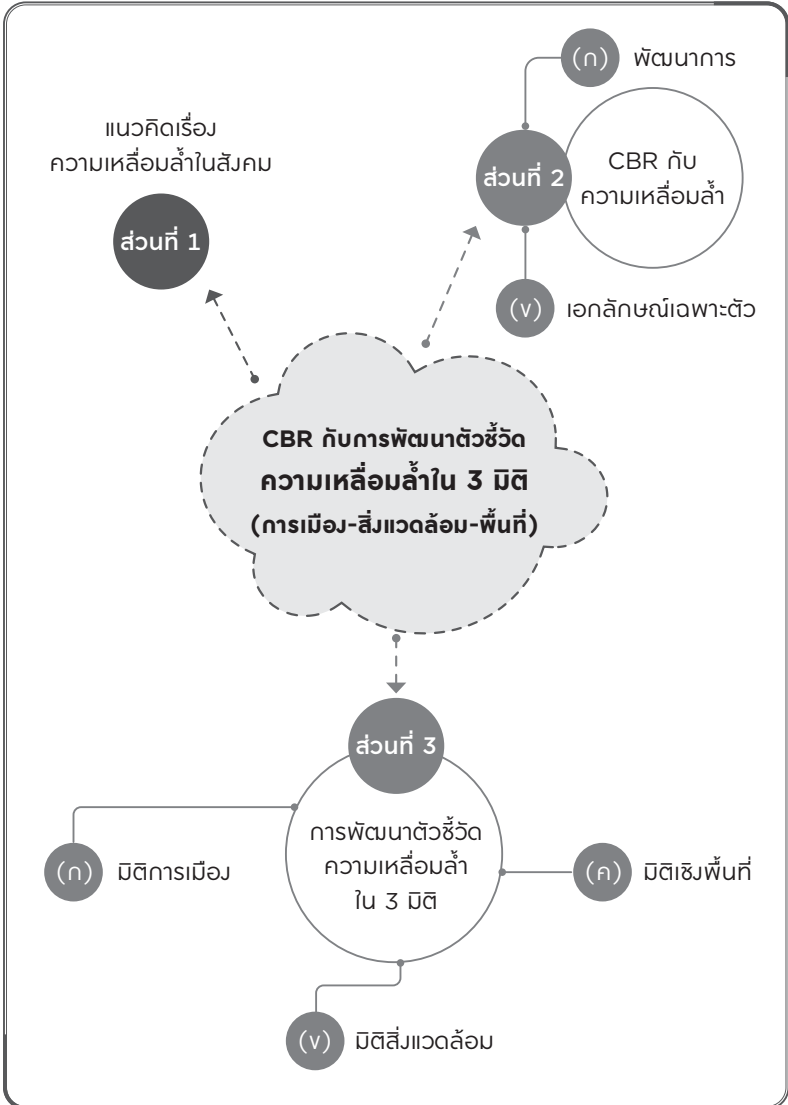 แนวคิดเรื่อง
ความเหลื่อมล้ำในสังคม
ส่วนที่ 1
(ก) พัฒนาการ
ส่วนที่ 2
CBR กับ
ความเหลื่อมล้ำ
(ข) เอกลักษณ์เฉพาะตัว
CBR กับการพัฒนาตัวชี้วัด
ความเหลื่อมล้ำใน 3 มิติ
(การเมือง-สิ่งแวดล้อม-พื้นที่)
ส่วนที่ 3
การพัฒนาตัวชี้วัด
ความเหลื่อมล้ำ
ใน 3 มิติ
(ก) มิติการเมือง
(ข) มิติสิ่งแวดล้อม
(ค) มิติเชิงพื้นที่